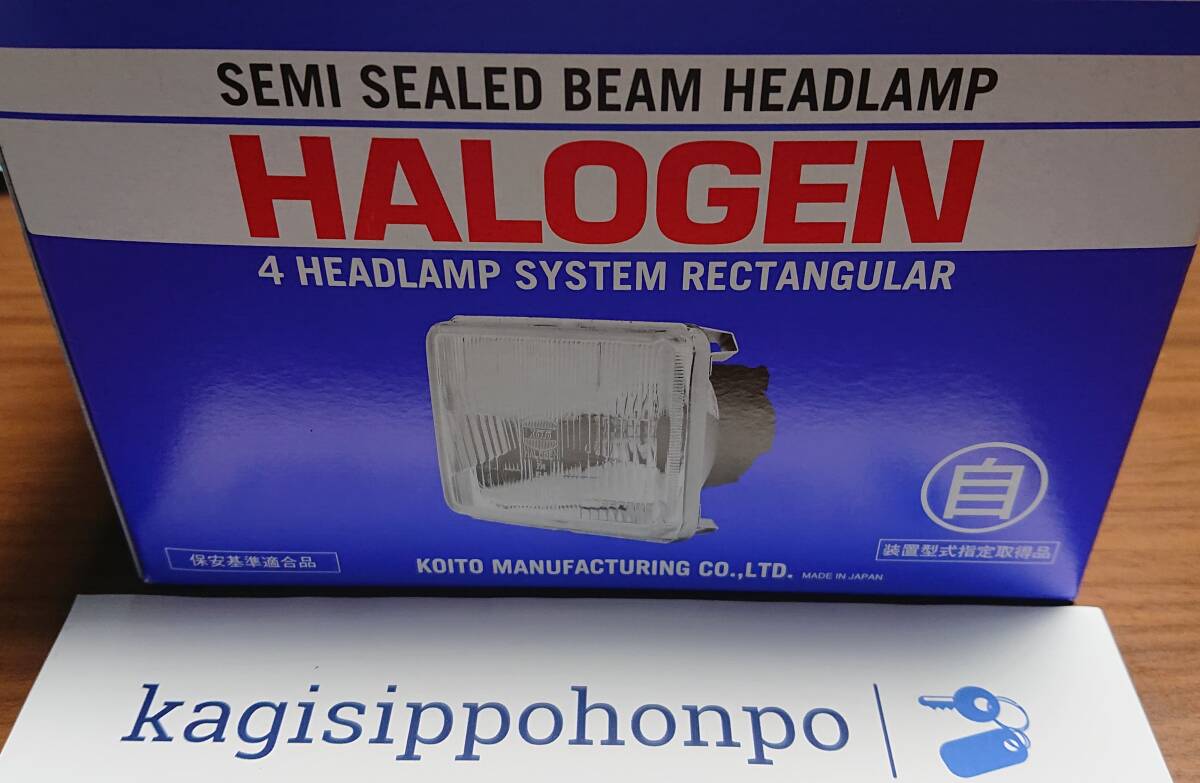 SEMI SEALED BEAM HEADLAMP
HALOGEN
4 HEADLAMP SYSTEM RECTANGULAR
自
保安基準適合品
装置型式指定取得品
KOITO MANUFACTURING CO.,LTD. MADE IN JAPAN
kagisippohonpo